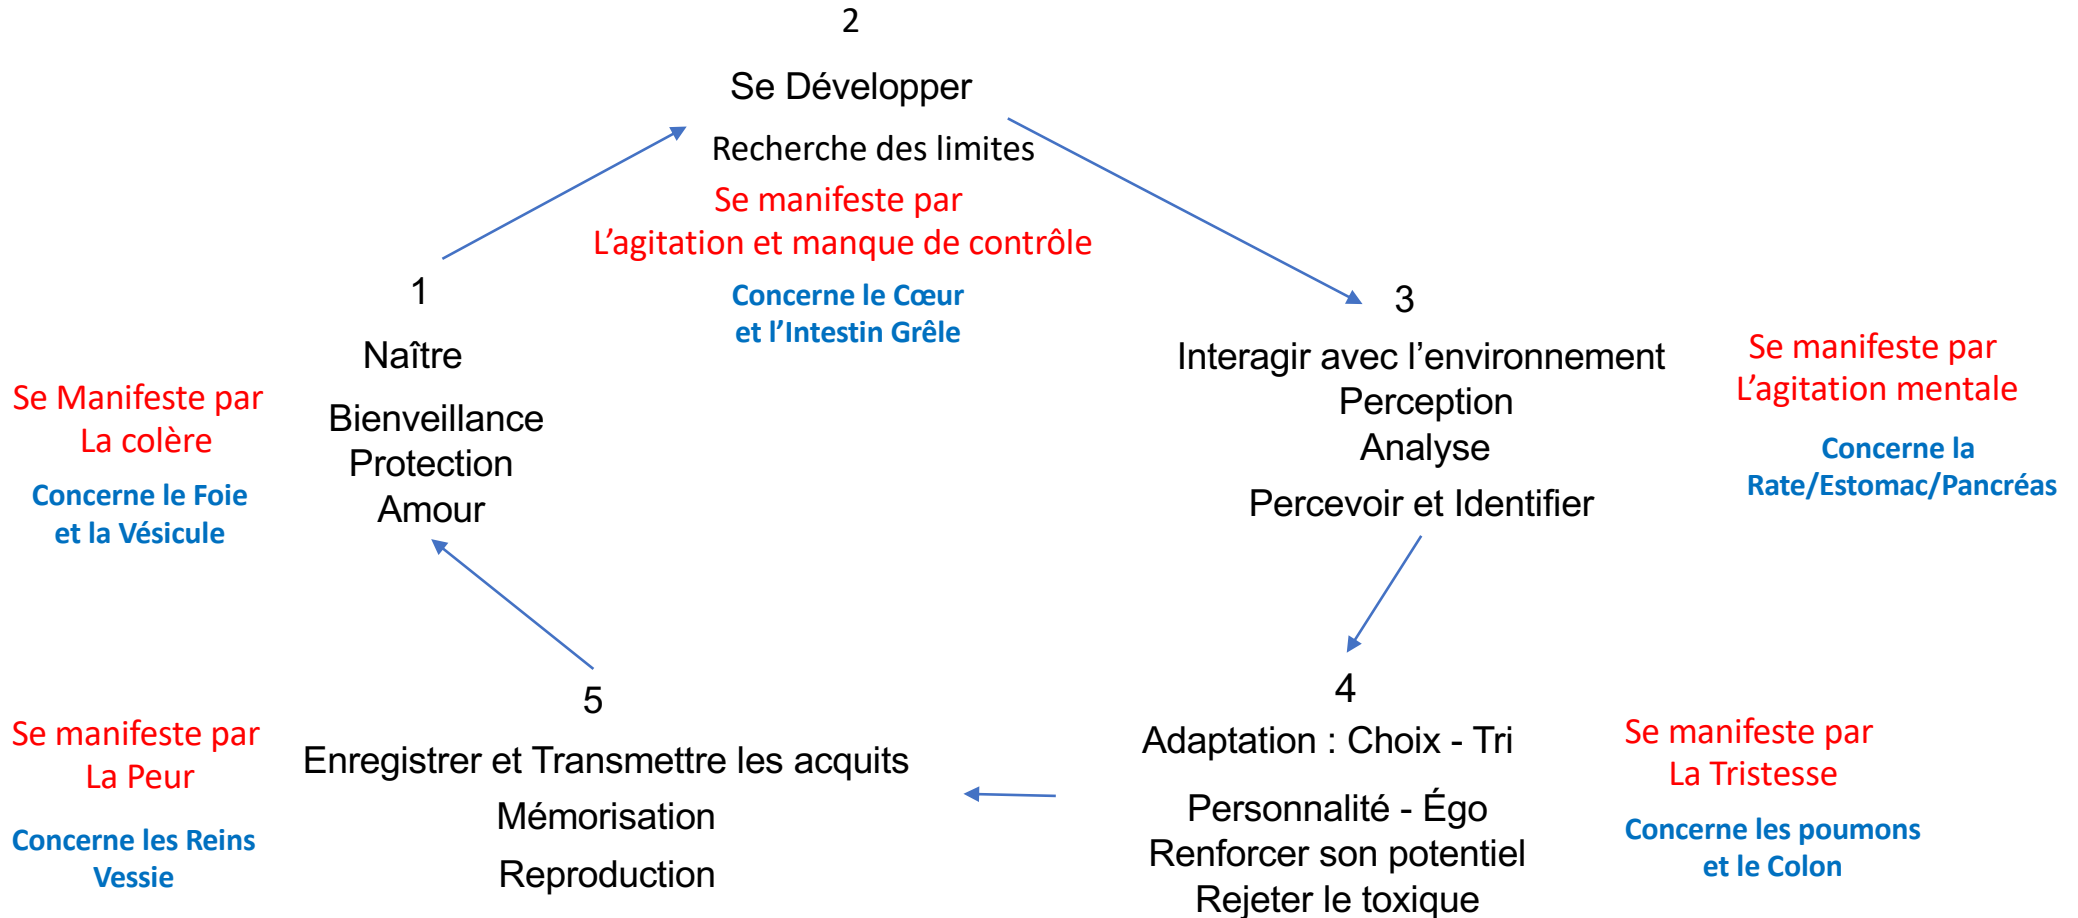 2
Se Développer
Recherche des limites
Se manifeste par
L’agitation et manque de contrôle
Concerne le Cœur
et l’Intestin Grêle
1
Naître
Bienveillance
Protection
Amour
Se Manifeste par
La colère
Concerne le Foie
et la Vésicule
3
Interagir avec l’environnement
Perception
Analyse
Percevoir et Identifier
Se manifeste par
L’agitation mentale
Concerne la
Rate/Estomac/Pancréas
4
Adaptation : Choix - Tri
Personnalité - Égo
Renforcer son potentiel
Rejeter le toxique
Se manifeste par
La Tristesse
Concerne les poumons
et le Colon
5
Enregistrer et Transmettre les acquits
Mémorisation
Reproduction
Se manifeste par
La Peur
Concerne les Reins
Vessie